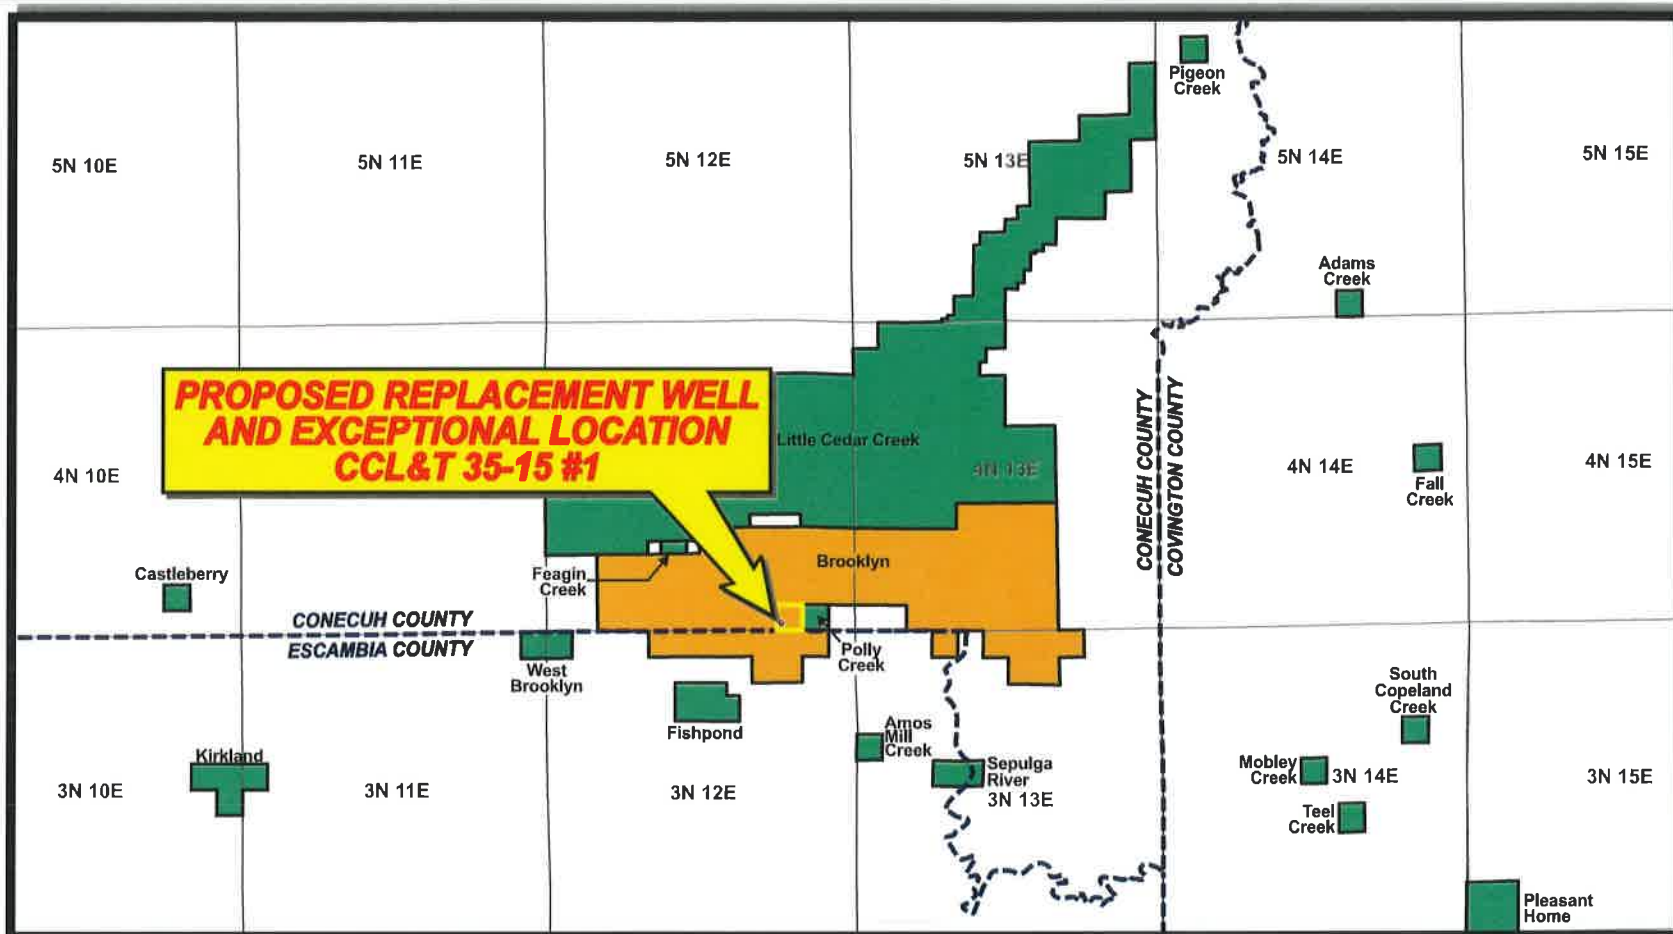 Pigeon
Creek
5N 10E
5N 11E
5N 12E
5N 13E
5N 14E
5N 15E
Adams
Creek
PROPOSED REPLACEMENT WELL
AND EXCEPTIONAL LOCATION
CCL&T 35-15 #1
Little Cedar Creek
4N 10E
4N 13E
CONECUH COUNTY
COVINGTON COUNTY
4N 14E
Fall
Creek
4N 15E
Castleberry
Feagin
Creek
Brooklyn
CONECUH COUNTY
ESCAMBIA COUNTY
West
Brooklyn
Polly
Creek
Fishpond
Amos
Mill
Creek
South
Copeland
Creek
Kirkland
Sepulga
River
Mobley
Creek
Teel
Creek
3N 10E
3N 11E
3N 12E
3N 13E
3N 14E
3N 15E
Pleasant
Home